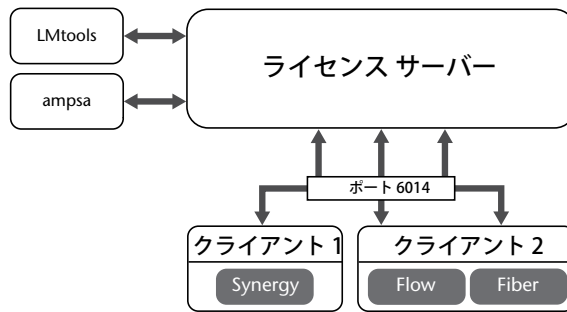 LMtools
ampsa
ライセンス サーバー
ポート 6014
クライアント 1
Synergy
クライアント 2
Flow
Fiber